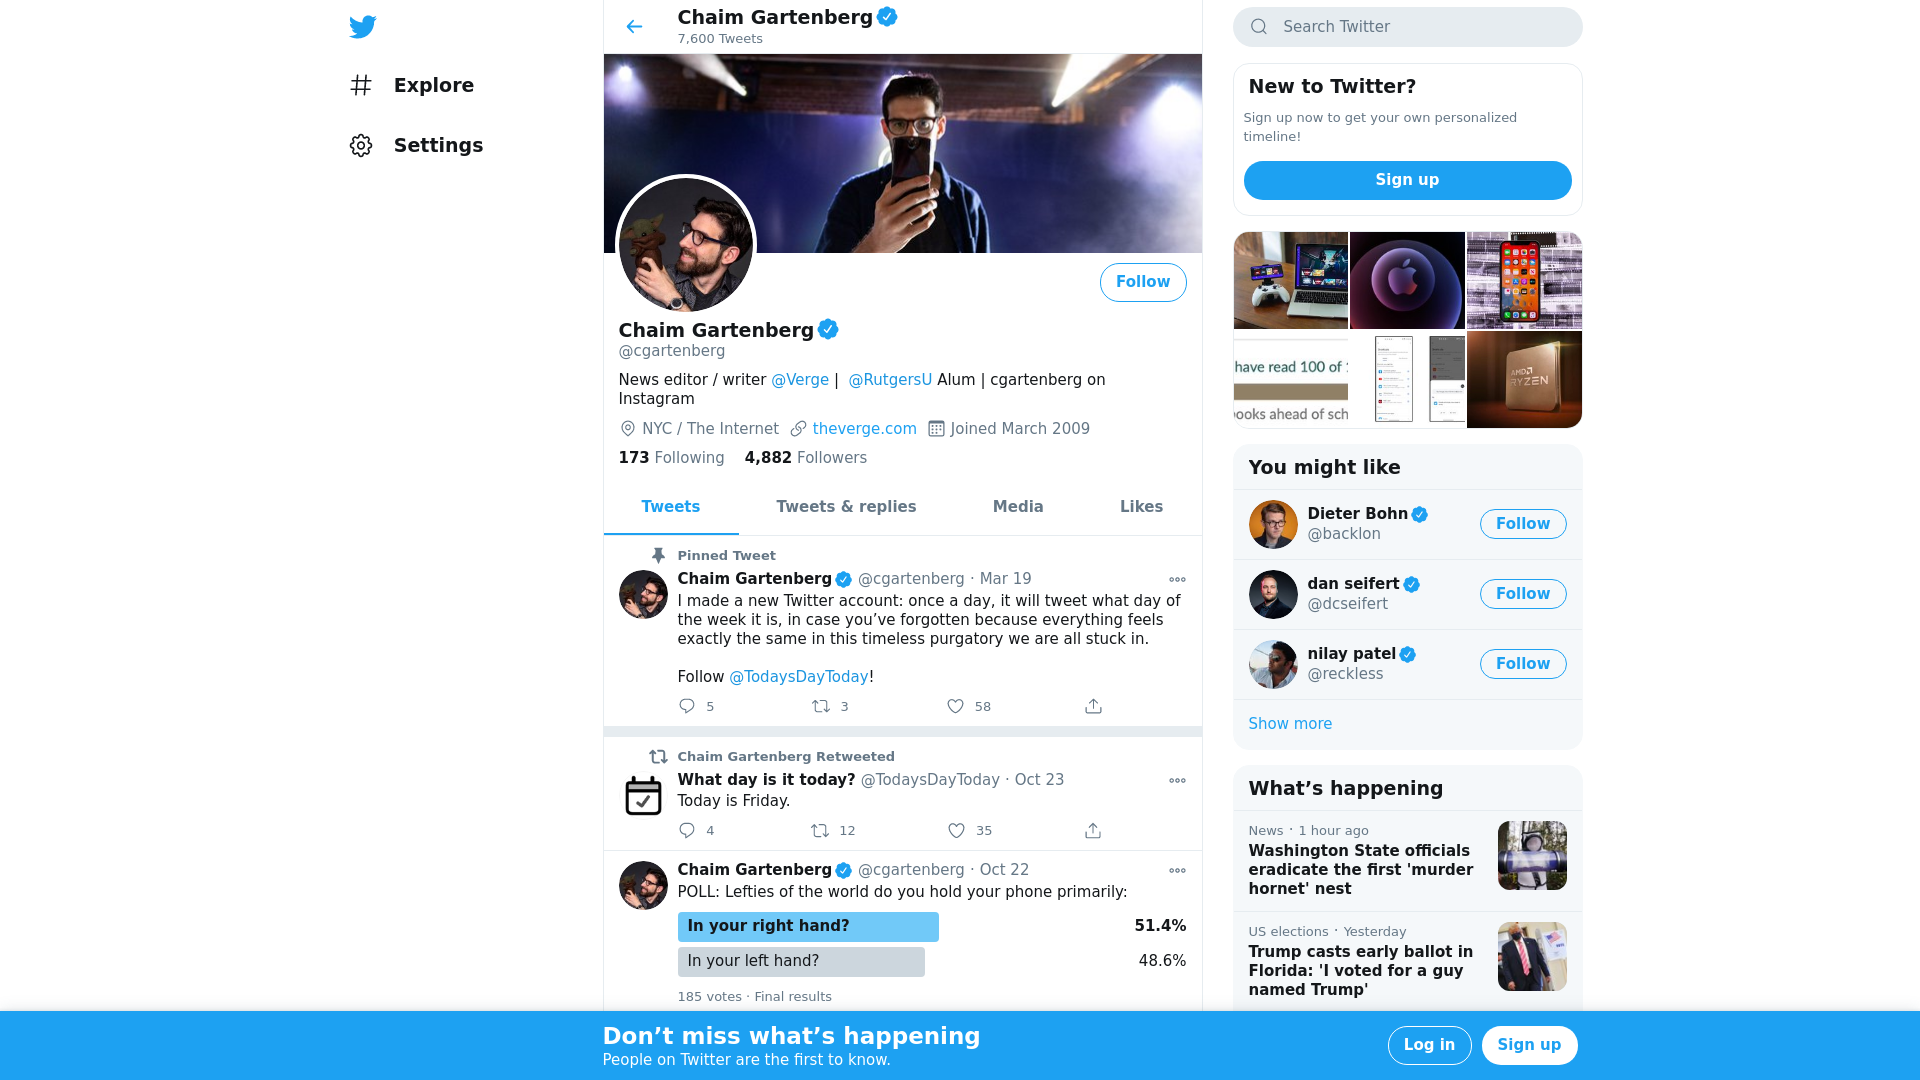 Explore
Settings
Chaim Gartenberg
7,600 Tweets
Follow
Chaim Gartenberg
@cgartenberg
News editor / writer @Verge | @RutgersU Alum | cgartenberg on
Instagram
NYC / The Internet theverge.com Joined March 2009
173 Following 4,882 Followers
Tweets Tweets & replies Media Likes
Pinned Tweet
Chaim Gartenberg @cgartenberg · Mar 19
I made a new Twitter account: once a day, it will tweet what day of
the week it is, in case you’ve forgotten because everything feels
exactly the same in this timeless purgatory we are all stuck in.
Follow @TodaysDayToday!
5 3 58
Chaim Gartenberg Retweeted
What day is it today? @TodaysDayToday · Oct 23
Today is Friday.
4 12 35
Chaim Gartenberg @cgartenberg · Oct 22
POLL: Lefties of the world do you hold your phone primarily:
In your right hand? 51.4%
In your left hand? 48.6%
185 votes · Final results
Search Twitter
New to Twitter?
Sign up now to get your own personalized
timeline!
Sign up
have read 100 of
books ahead of sch
AMD
RYZEN
You might like
Dieter Bohn
@backlon
Follow
dan seifert
@dcseifert
Follow
nilay patel
@reckless
Follow
Show more
What’s happening
News · 1 hour ago
Washington State officials
eradicate the first 'murder
hornet' nest
US elections · Yesterday
Trump casts early ballot in
Florida: 'I voted for a guy
named Trump'
Don’t miss what’s happening
People on Twitter are the first to know.
Log in
Sign up